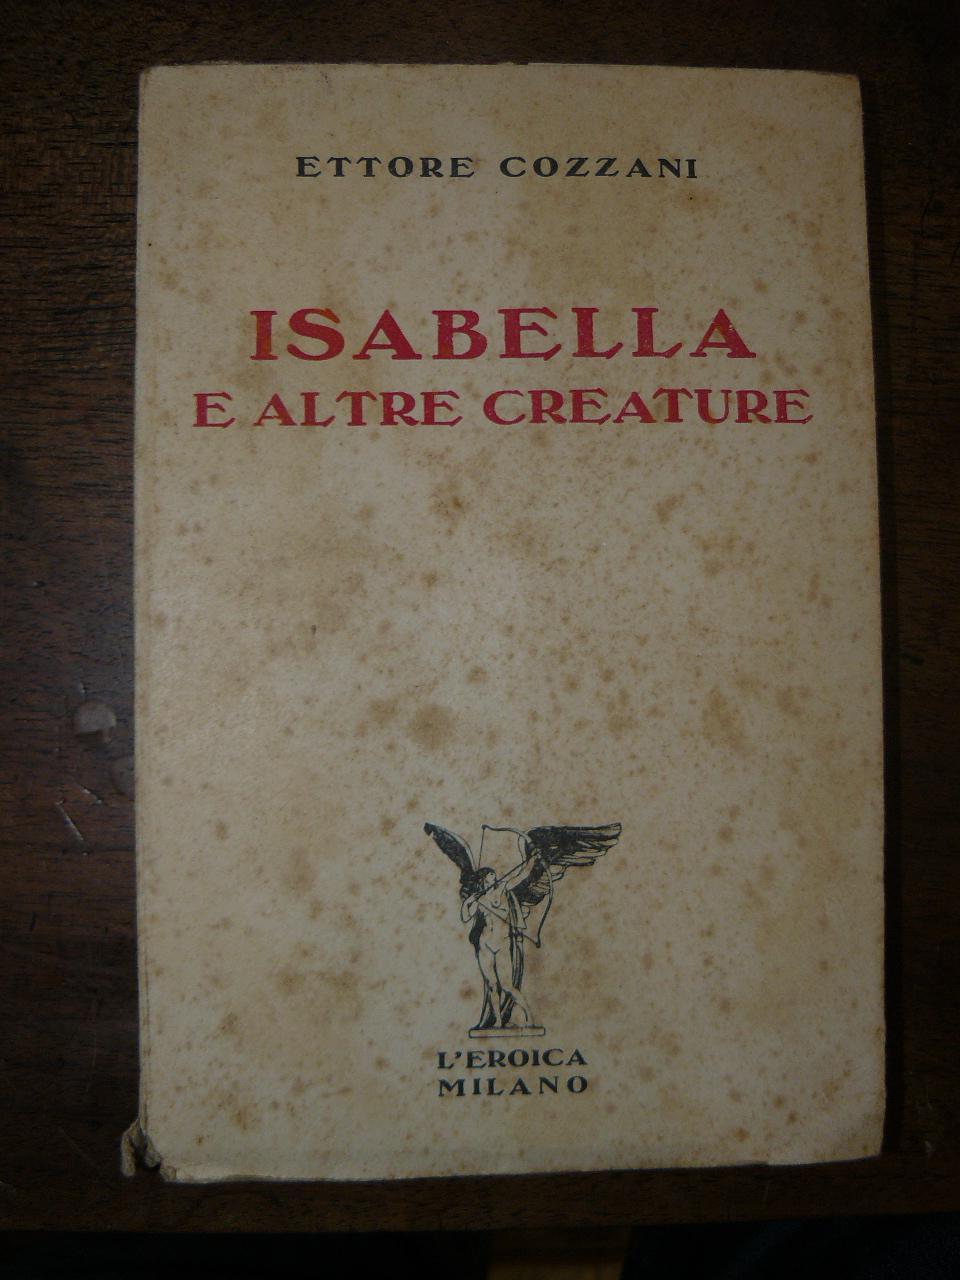 ETTORE COZZANI
ISABELLA
E ALTRE CREATURE
L'EROICA
MILANO